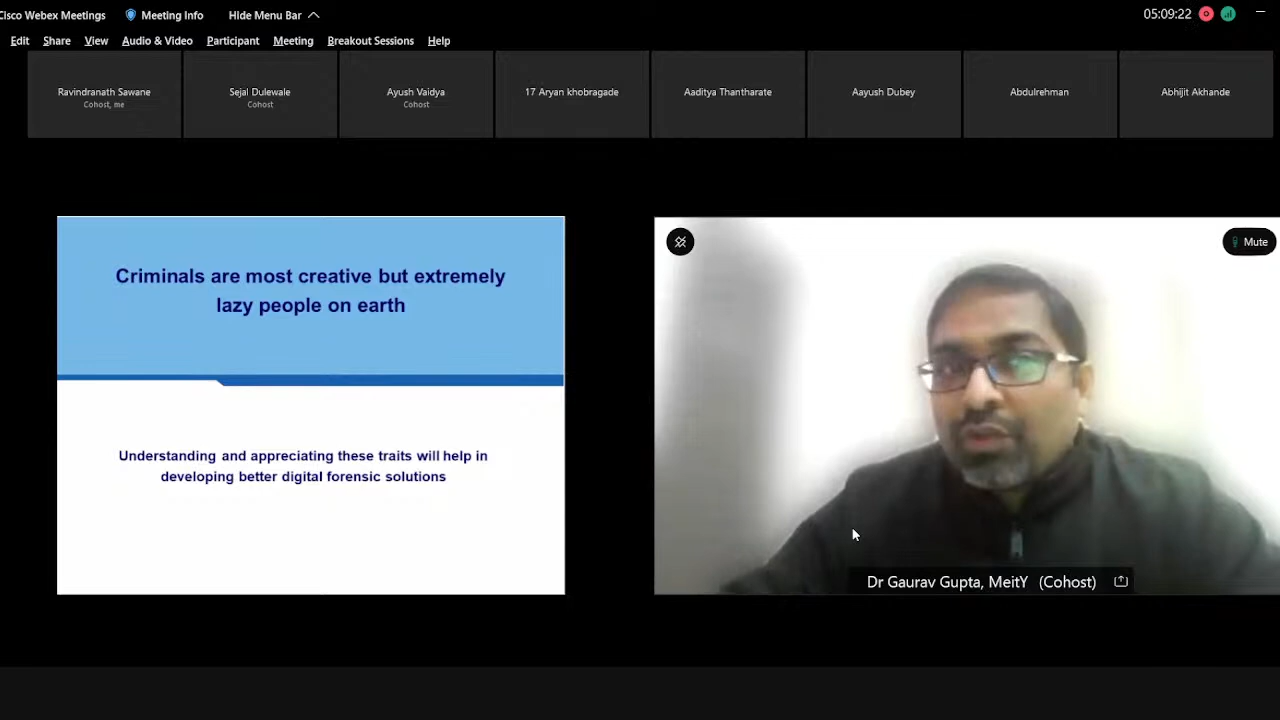 Cisco Webex Meetings Meeting Info Hide Menu Bar 05:09:22
Edit Share View Audio & Video Participant Meeting Breakout Sessions Help
Ravindranath Sawane Sejal Dulewale Ayush Vaidya 17 Aryan khobragade Aaditya Thantharate Aayush Dubey Abdulrehman Abhijit Akhande
Cohost, me Cohost Cohost
Criminals are most creative but extremely
lazy people on earth
Understanding and appreciating these traits will help in
developing better digital forensic solutions
Mute
Dr Gaurav Gupta, MeitY (Cohost)